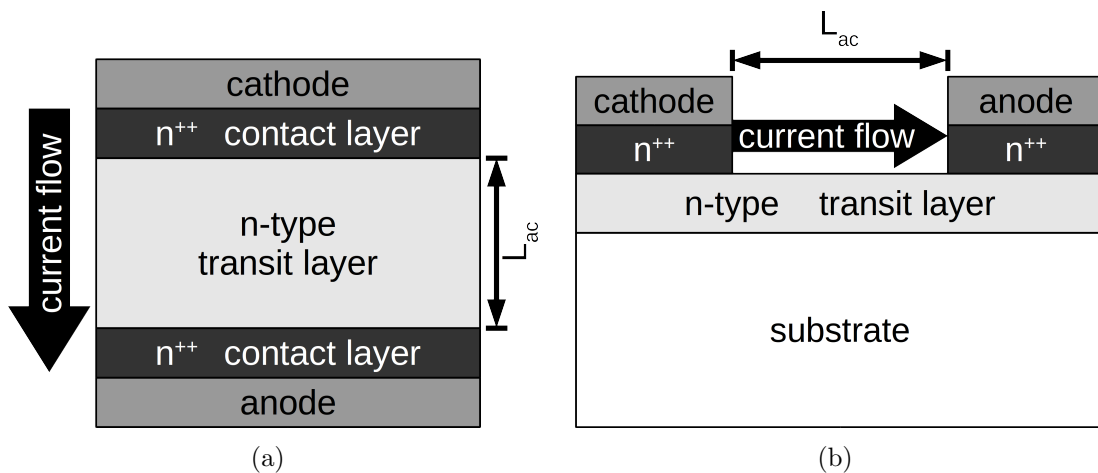 cathode
n++ contact layer
current flow
n-type
transit layer
Lac
n++ contact layer
anode
(a)
Lac
cathode
anode
current flow
n++
n++
n-type transit layer
substrate
(b)